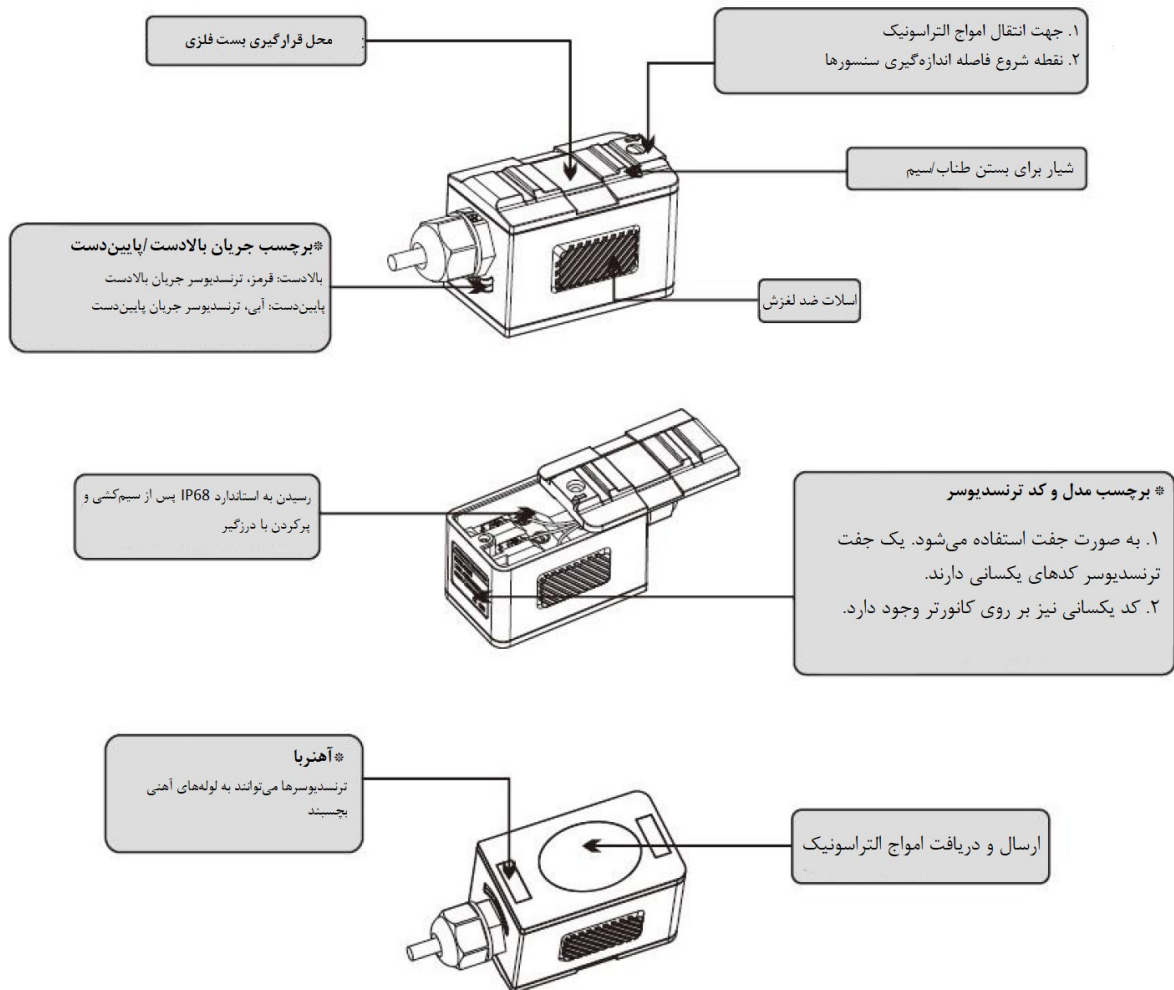 محل قرارگیری بست فلزی
۱. جهت انتقال امواج التراسونیک
۲. نقطه شروع فاصله اندازه‌گیری سنسورها
شیار برای بستن طناب/سیم
*برچسب جریان بالادست/پایین‌دست
بالادست: قرمز، ترنسدیوسر جریان بالادست
پایین‌دست: آبی، ترنسدیوسر جریان پایین‌دست
اسلات ضد لغزش
رسیدن به استاندارد IP68 پس از سیم‌کشی و
پرکردن با درزگیر
* برچسب مدل و کد ترنسدیوسر
۱. به صورت جفت استفاده می‌شود. یک جفت
ترنسدیوسر کدهای یکسانی دارند.
۲. کد یکسانی نیز بر روی کانورتر وجود دارد.
*آهنربا
ترنسدیوسرها می‌توانند به لوله‌های آهنی
بچسبند
ارسال و دریافت امواج التراسونیک